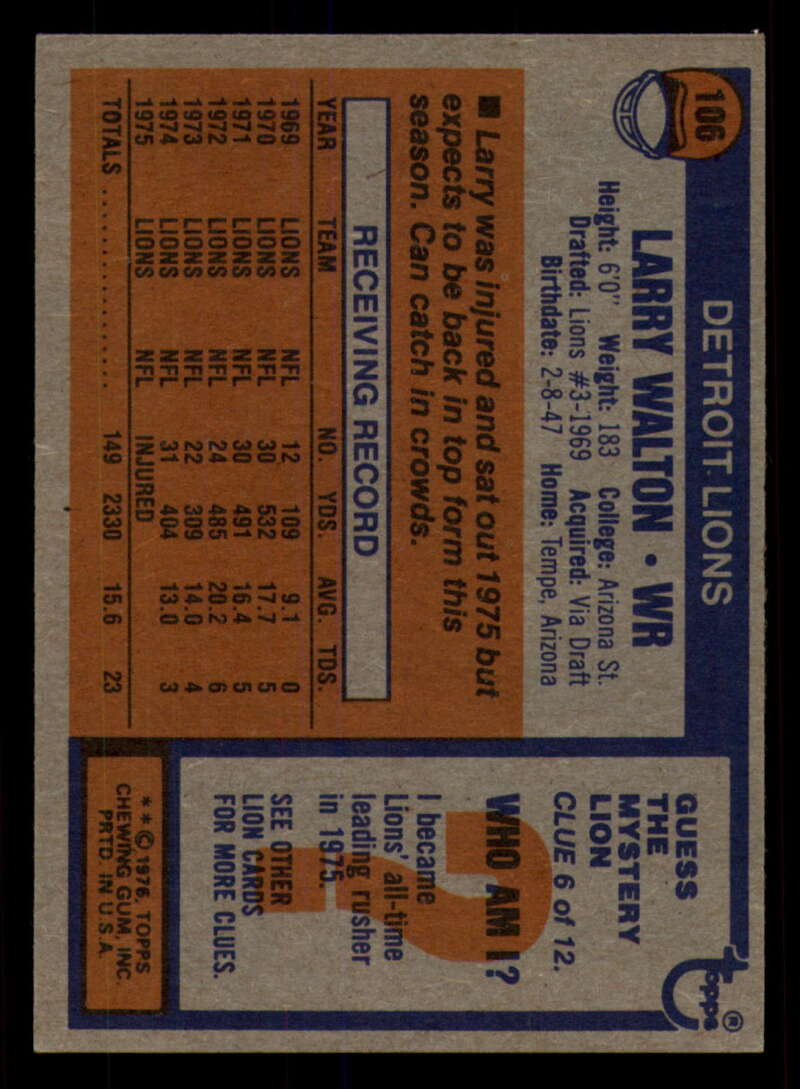 106
DETROIT LIONS
LARRY WALTON • WR
Height: 6'0" Weight: 183 College: Arizona St.
Drafted: Lions #3-1969 Acquired: Via Draft
Birthdate: 2-8-47 Home: Tempe, Arizona
■ Larry was injured and sat out 1975 but
expects to be back in top form this
season. Can catch in crowds.
RECEIVING RECORD
YEAR TEAM NO. YDS. AVG. TDS.
1969 LIONS NFL 12 109 9.1 0
1970 LIONS NFL 30 532 17.7 5
1971 LIONS NFL 30 491 16.4 5
1972 LIONS NFL 24 485 20.2 6
1973 LIONS NFL 22 309 14.0 4
1974 LIONS NFL 31 404 13.0 3
1975 LIONS NFL INJURED
TOTALS .................... 149 2330 15.6 23
topps®
GUESS
THE
MYSTERY
LION
CLUE 6 of 12.
?
WHO AM I?
I became
Lions' all-time
leading rusher
in 1975.
SEE OTHER
LION CARDS
FOR MORE CLUES.
**© 1976, TOPPS
CHEWING GUM, INC.
PRTD. IN U.S.A.